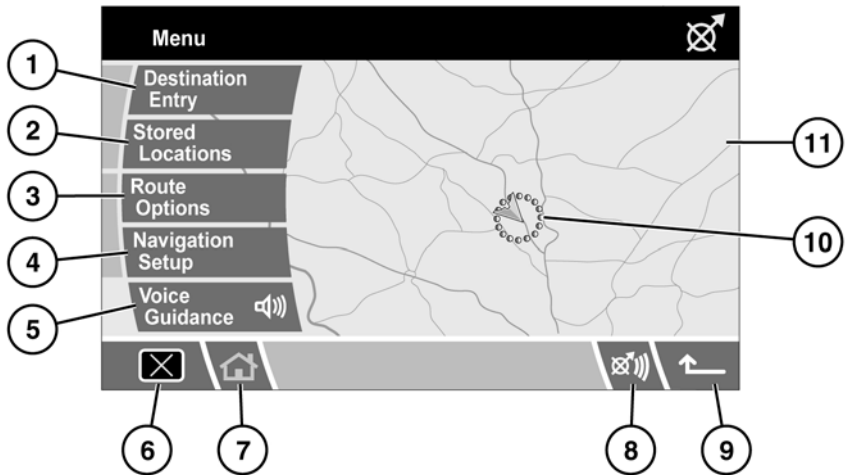 Menu
1
Destination
Entry
2
Stored
Locations
3
Route
Options
4
Navigation
Setup
5
Voice
Guidance
11
10
6
7
8
9